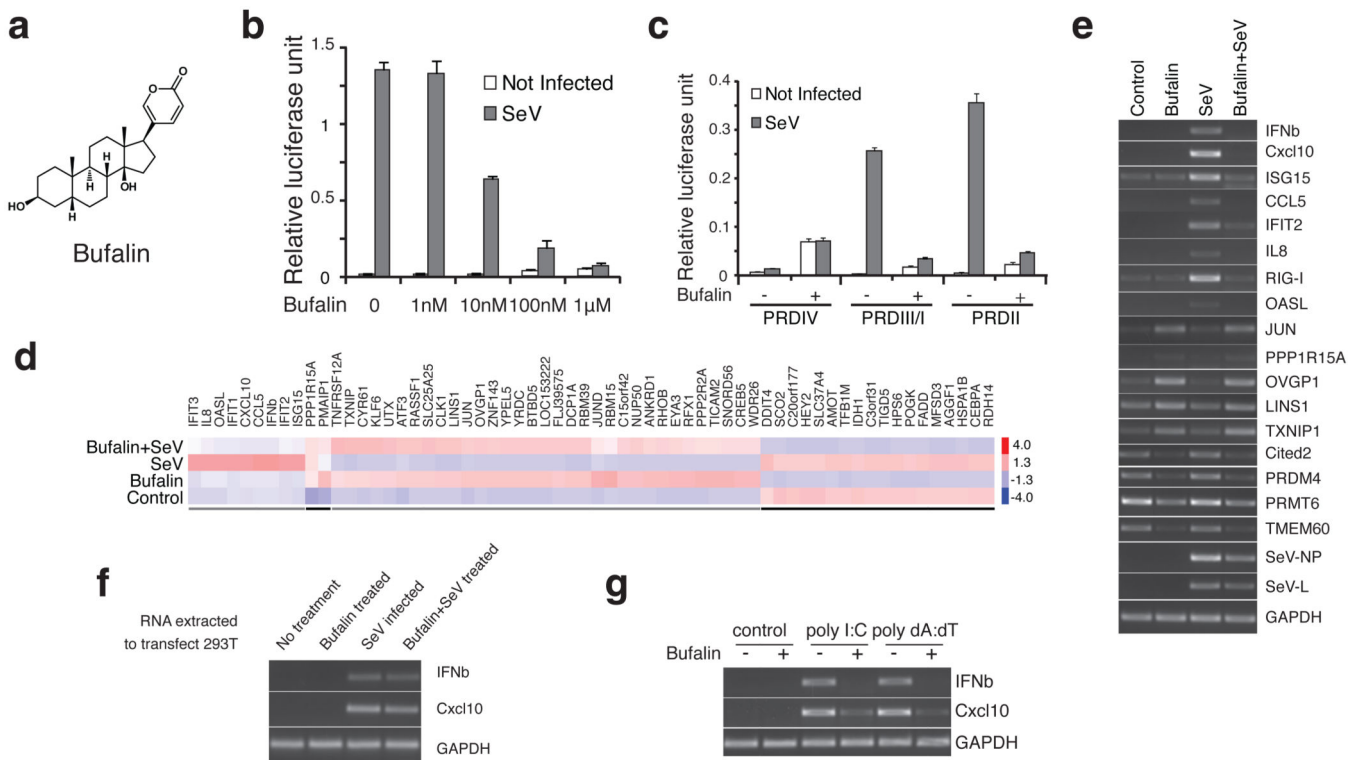 a
O
O
H
H
H
OH
HO
H
Bufalin
b
Relative luciferase unit
1.5
1
0.5
0
Not Infected
SeV
Bufalin 0 1nM 10nM 100nM 1μM
c
Relative luciferase unit
0.4
0.3
0.2
0.1
0
Not Infected
SeV
Bufalin - + - + - +
PRDIV PRDIII/I PRDII
d
IFIT3
IL8
OASL
IFIT1
CXCL10
CCL5
IFNb
IFIT2
ISG15
PPP1R15A
PMAIP1
TNFRSF12A
TXNIP
CYR61
KLF6
UTX
ATF3
RASSF1
SLC25A25
CLK1
LINS1
JUN
OVGP1
ZNF143
YPEL5
YRDC
BTBD5
LOC153222
FLJ39575
DCP1A
RBM39
JUND
RBM15
C15orf42
NUP50
ANKRD1
RHOB
EYA3
RFX1
PPP2R2A
TICAM2
SNORD56
CREB5
WDR26
DDIT4
SCO2
C20orf177
HEY2
SLC37A4
AMOT
TFB1M
IDH1
C3orf31
TIGD5
HPS6
POGK
FADD
MFSD3
AGGF1
HSPA1B
CEBPA
RDH14
Bufalin+SeV
SeV
Bufalin
Control
4.0
1.3
-1.3
-4.0
e
Control
Bufalin
SeV
Bufalin+SeV
IFNb
Cxcl10
ISG15
CCL5
IFIT2
IL8
RIG-I
OASL
JUN
PPP1R15A
OVGP1
LINS1
TXNIP1
Cited2
PRDM4
PRMT6
TMEM60
SeV-NP
SeV-L
GAPDH
f
RNA extracted
to transfect 293T
No treatment
Bufalin treated
SeV infected
Bufalin+SeV treated
IFNb
Cxcl10
GAPDH
g
control poly I:C poly dA:dT
Bufalin - + - + - +
IFNb
Cxcl10
GAPDH